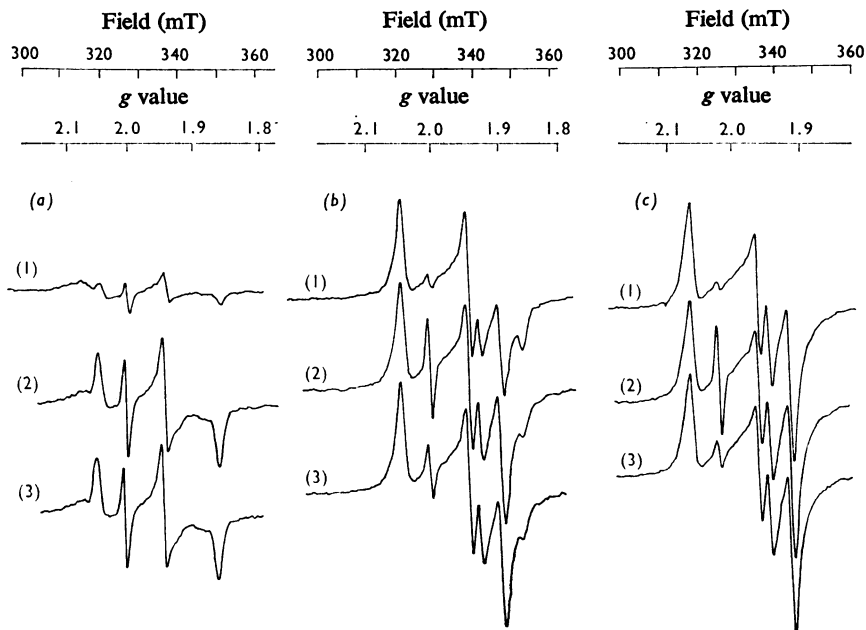 Field (mT)
300 320 340 360
g value
2.1 2.0 1.9 1.8
(a)
(1)
(2)
(3)
Field (mT)
300 320 340 360
g value
2.1 2.0 1.9 1.8
(b)
(1)
(2)
(3)
Field (mT)
300 320 340 360
g value
2.1 2.0 1.9
(c)
(1)
(2)
(3)